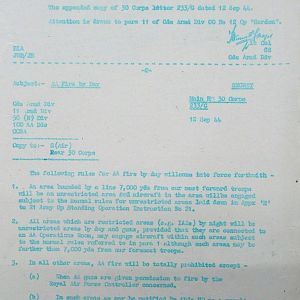 The appended copy of 30 Corps letter 233/G dated 12 Sep 44.
Attention is drawn to para 11 of Gds Armd Div OO No 12 Op "Garden".
Lt Col
GS
Gds Armd Div
BLA
-0-
Subject:- AA Fire by Day
SECRET
Main HQ 30 Corps
233/G
12 Sep 44
Gds Armd Div
43 Div
50 (N) Div
100 AA Bde
CCRA
Copy to:- G(Air)
Rear 30 Corps
The following rules for AA fire by day will come into force forthwith -
1. An area bounded by a line 7,000 yds from our most forward troops
will be an unrestricted area and aircraft in the area will be engaged
subject to the normal rules for unrestricted areas laid down in Appx
to 21 Army Gp Standing Operation Instruction No 21.
2. All areas which are restricted areas (e.g. IAZs) by night will be
unrestricted areas by day and guns, provided that they are connected to
an AA Operations Room, may engage aircraft within such areas subject
to the normal rules referred to in para 1 although such areas may be
further than 7,000 yds from our foremost troops.
3. In all other areas, AA fire will be totally prohibited except -
(a) When AA guns are given permission to fire by the
Royal Air Force Controller concerned.